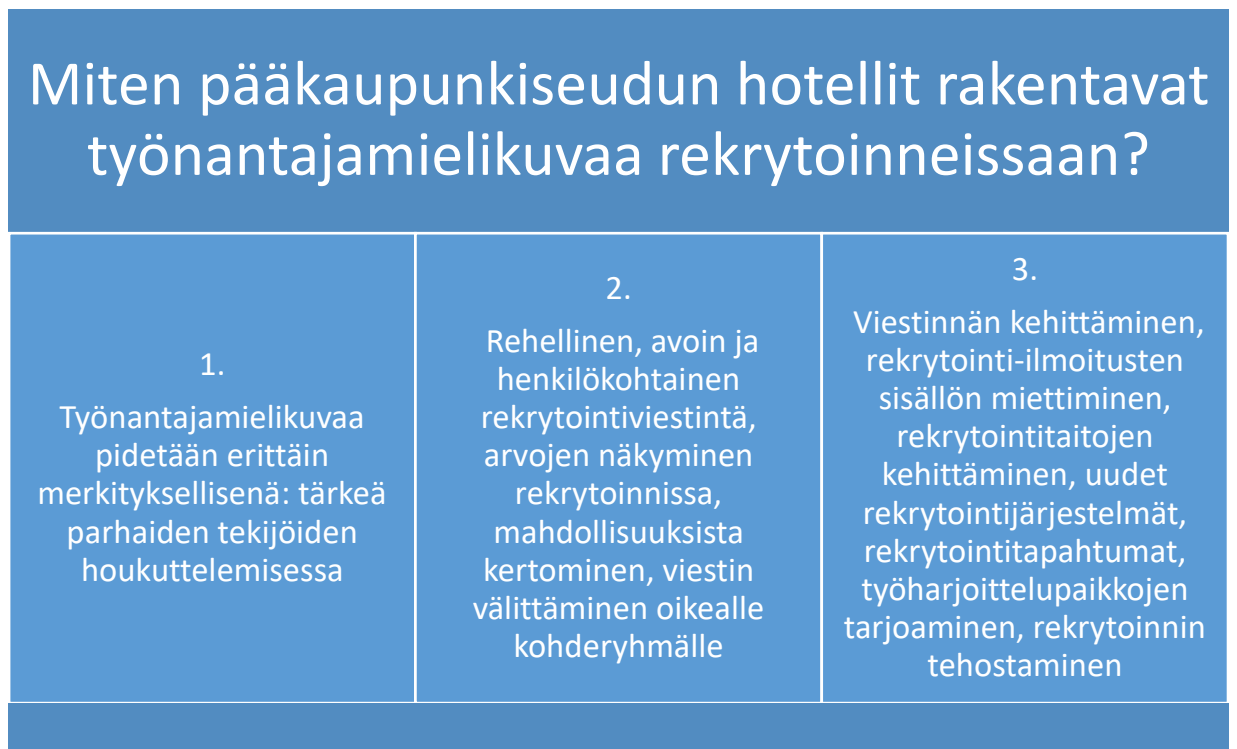 Miten pääkaupunkiseudun hotellit rakentavat
työnantajamielikuvaa rekrytoinneissaan?
1.
Työnantajamielikuvaa
pidetään erittäin
merkityksellisenä: tärkeä
parhaiden tekijöiden
houkuttelemisessa
2.
Rehellinen, avoin ja
henkilökohtainen
rekrytointiviestintä,
arvojen näkyminen
rekrytoinnissa,
mahdollisuuksista
kertominen, viestin
välittäminen oikealle
kohderyhmälle
3.
Viestinnän kehittäminen,
rekrytointi-ilmoitusten
sisällön miettiminen,
rekrytointitaitojen
kehittäminen, uudet
rekrytointijärjestelmät,
rekrytointitapahtumat,
työharjoittelupaikkojen
tarjoaminen, rekrytoinnin
tehostaminen